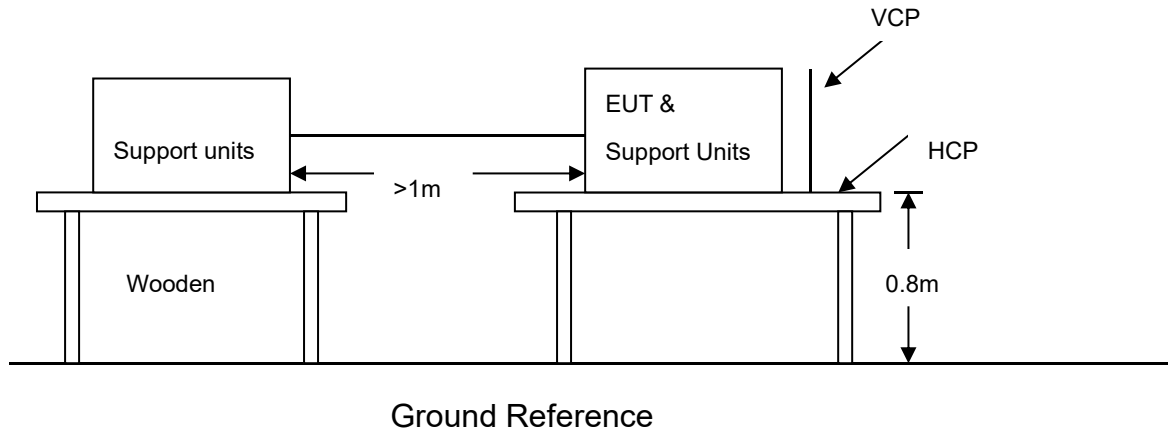 VCP
EUT &
Support Units
Support units
HCP
>1m
Wooden
0.8m
Ground Reference